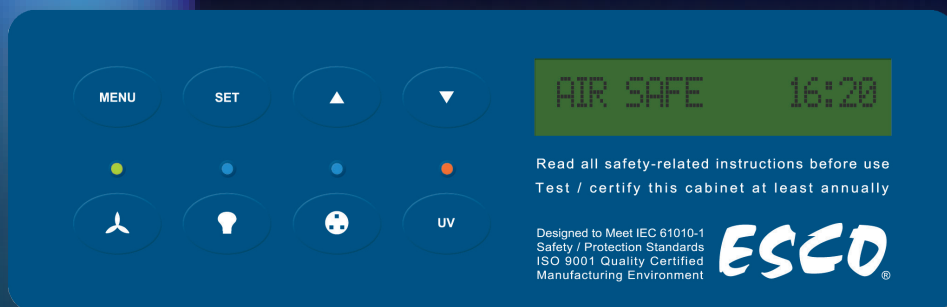 MENU SET
UV
AIR SAFE 16:20
Read all safety-related instructions before use
Test / certify this cabinet at least annually
Designed to Meet IEC 61010-1
Safety / Protection Standards
ISO 9001 Quality Certified
Manufacturing Environment
ESCO®